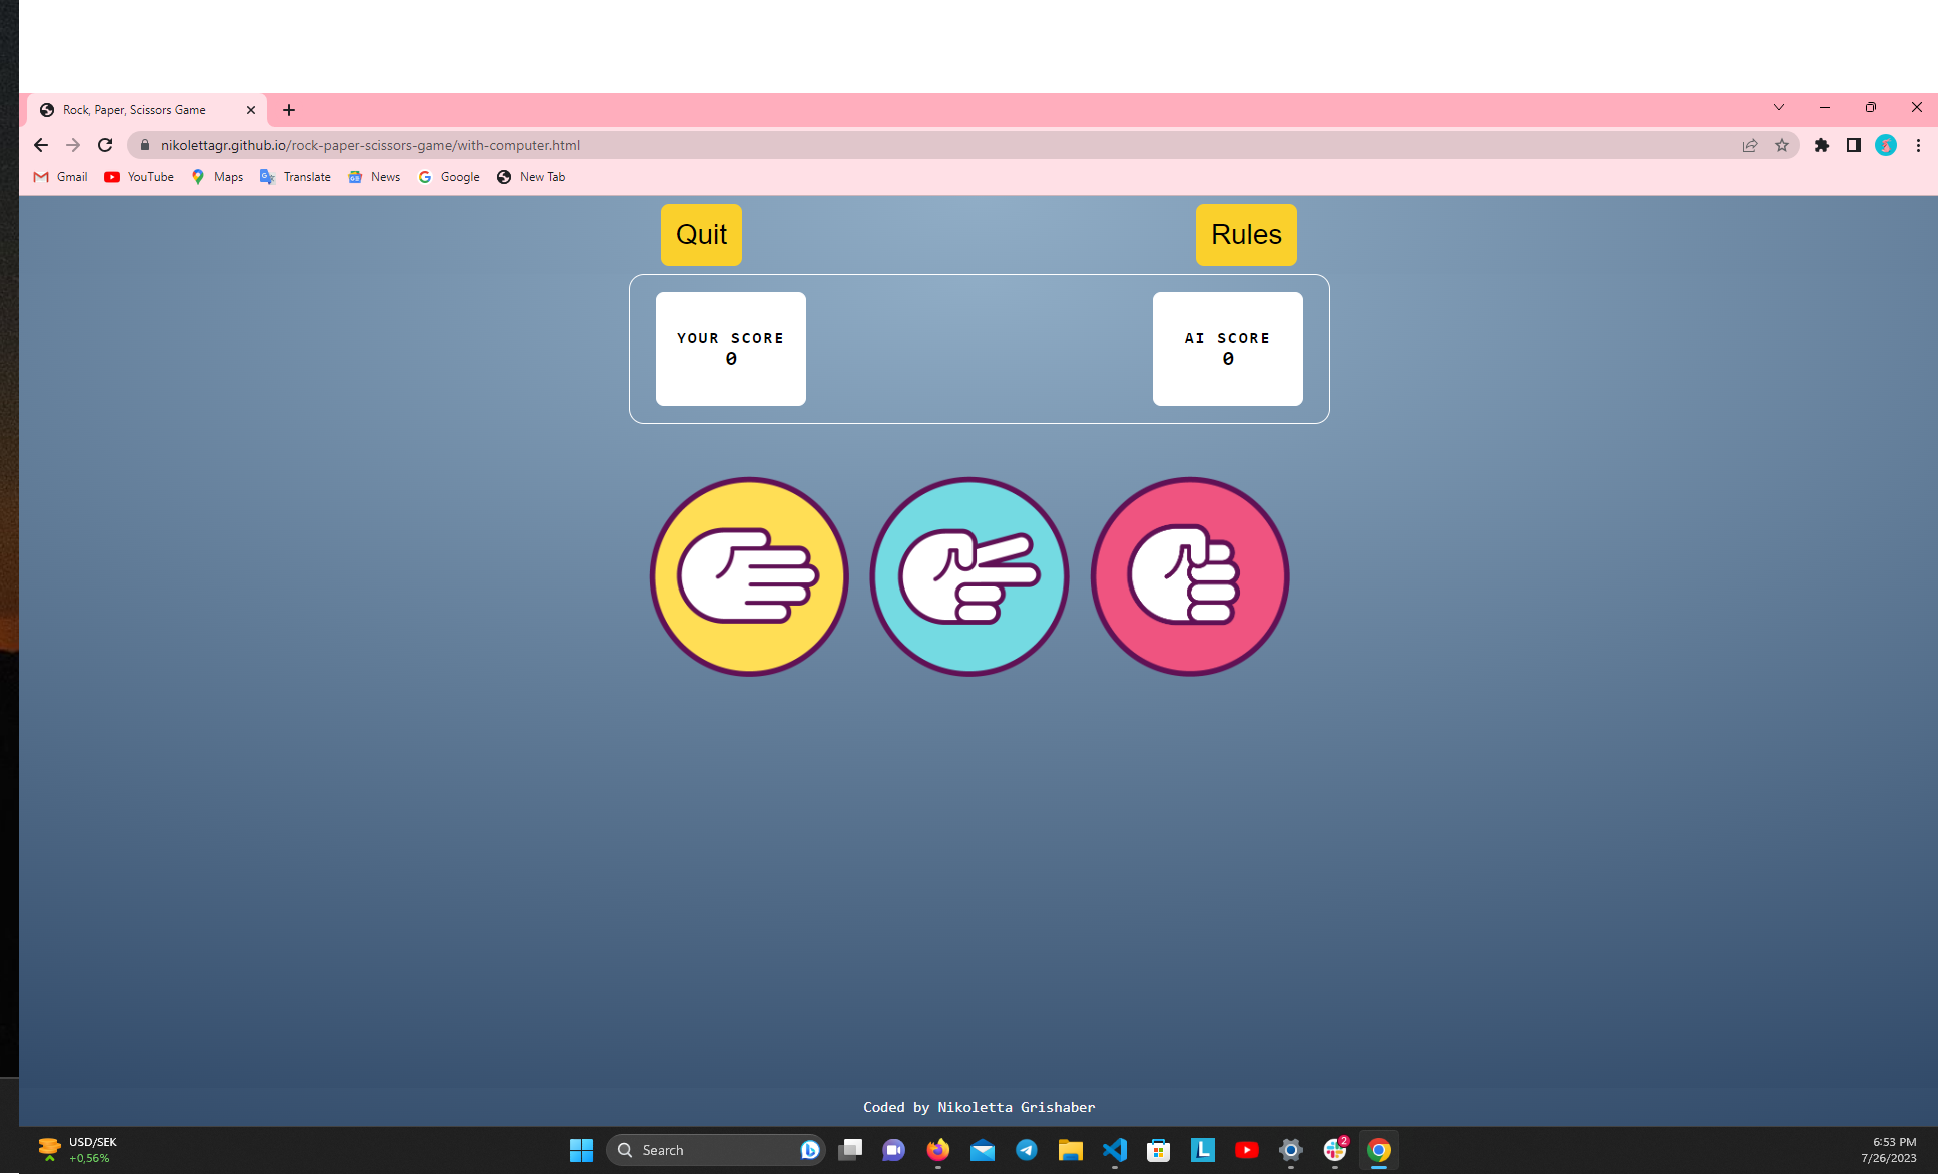 Rock, Paper, Scissors Game
nikolettagr.github.io/rock-paper-scissors-game/with-computer.html
Gmail YouTube Maps Translate News Google New Tab
Quit Rules
YOUR SCORE
0
AI SCORE
0
Coded by Nikoletta Grishaber
USD/SEK
+0,56%
Search
2
6:53 PM
7/26/2023